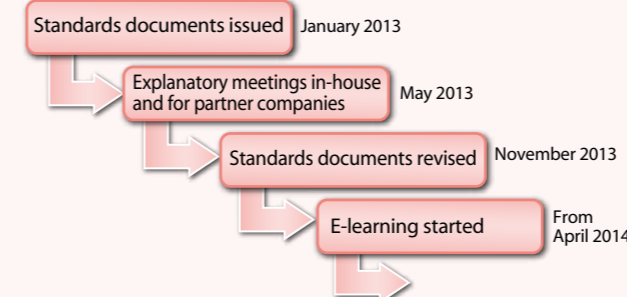 Standards documents issued
January 2013
Explanatory meetings in-house
and for partner companies
May 2013
Standards documents revised
November 2013
E-learning started
From
April 2014